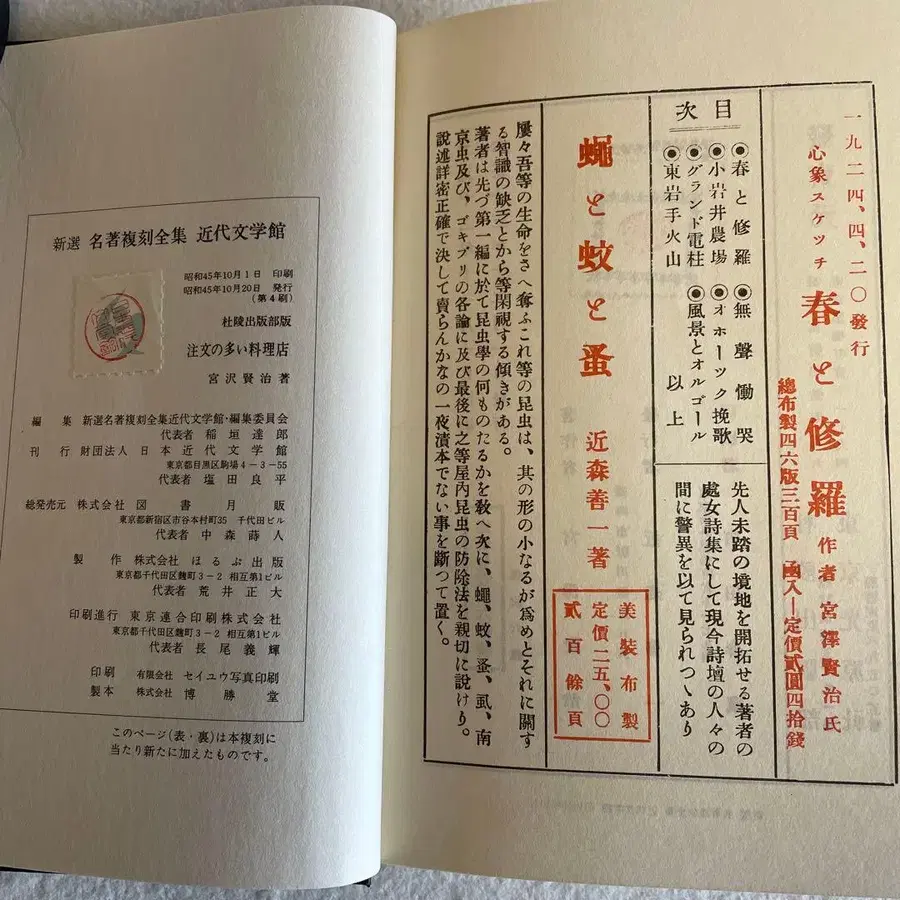 新選 名著複刻全集 近代文学館
昭和45年10月1日 印刷
昭和45年10月20日 発行
(第4刷)
杜陵出版部版
注文の多い料理店
宮沢賢治著
編集 新選名著複刻全集近代文学館・編集委員会
代表者 稲垣達郎
刊行 財団法人 日本近代文学館
東京都目黒区駒場4-3-55
代表者 塩田良平
総発売元 株式会社 図書月販
東京都新宿区市谷本村町35 千代田ビル
代表者 中森蒔人
製作 株式会社 ほるぷ出版
東京都千代田区麹町3-2 相互第1ビル
代表者 荒井正大
印刷進行 東京連合印刷株式会社
東京都千代田区麹町3-2 相互第1ビル
代表者 長尾義輝
印刷 有限会社 セイユウ写真印刷
製本 株式会社 博勝堂
このページ(表・裏)は本複刻に
当たり新たに加えたものです。
一九二四、四、二〇發行
心象スケツチ 春と修羅 作者 宮澤賢治氏
總布製四六版三百頁 函入ー定價貳圓四拾錢
目次
◉春と修羅 ◉無聲慟哭
◉小岩井農場 ◉オホーツク挽歌
◉グランド電柱 ◉風景とオルゴール
◉東岩手火山 以上
先人未踏の境地を開拓せる著者の
處女詩集にして現今詩壇の人々の
間に警異を以て見られつゝあり
蠅と蚊と蚤 近森善一著
美裝布製
定價二五、〇〇
貳百餘頁
屢々吾等の生命をさへ奪ふこれ等の昆虫は、其の形の小なるが爲めとそれに關す
る智識の缺乏とから等閑視する傾きがある。
著者は先づ第一編に於て昆虫學の何ものたるかを敎へ次に、蠅、蚊、蚤、虱、南
京虫及び、ゴキブリの各論に及び最後に之等屋内昆虫の防除法を親切に説けり。
説述詳密正確で決して賣らんかなの一夜漬本でない事を斷つて置く。